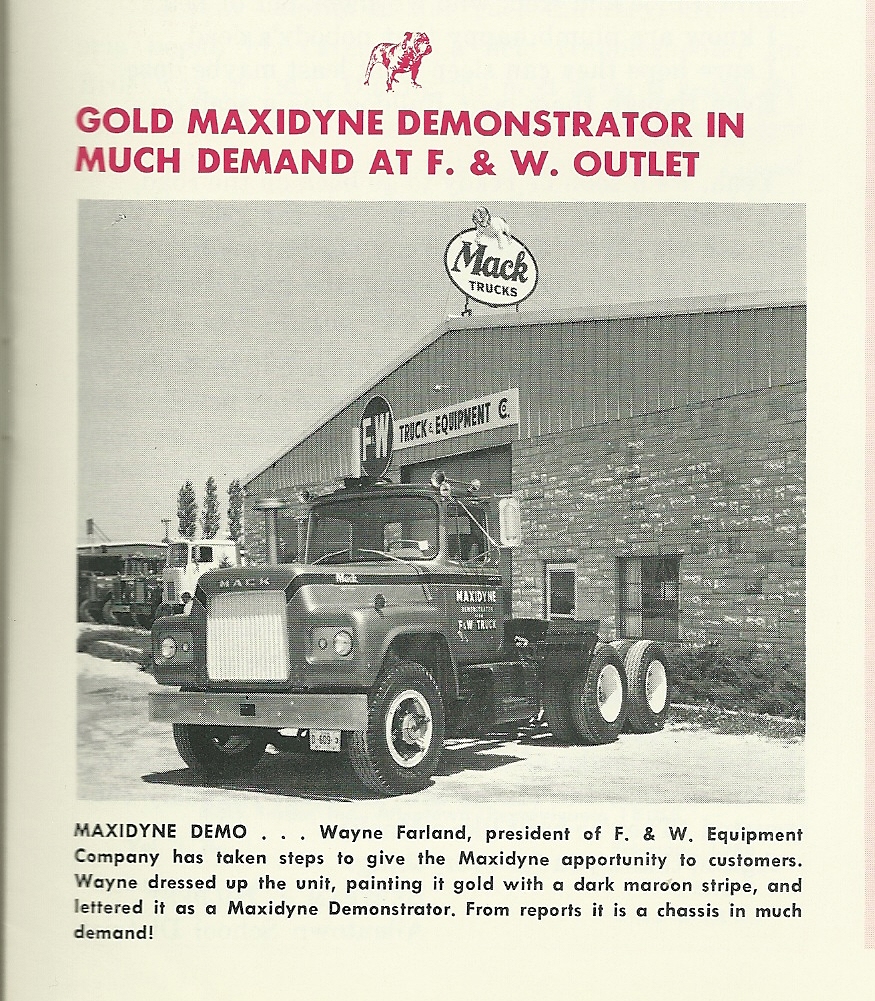 GOLD MAXIDYNE DEMONSTRATOR IN
MUCH DEMAND AT F. & W. OUTLET
Mack
TRUCKS
F&W
TRUCK & EQUIPMENT Co.
MACK
Mack
MAXIDYNE
DEMONSTRATOR
F&W TRUCK
MAXIDYNE DEMO . . . Wayne Farland, president of F. & W. Equipment
Company has taken steps to give the Maxidyne apportunity to customers.
Wayne dressed up the unit, painting it gold with a dark maroon stripe, and
lettered it as a Maxidyne Demonstrator. From reports it is a chassis in much
demand!